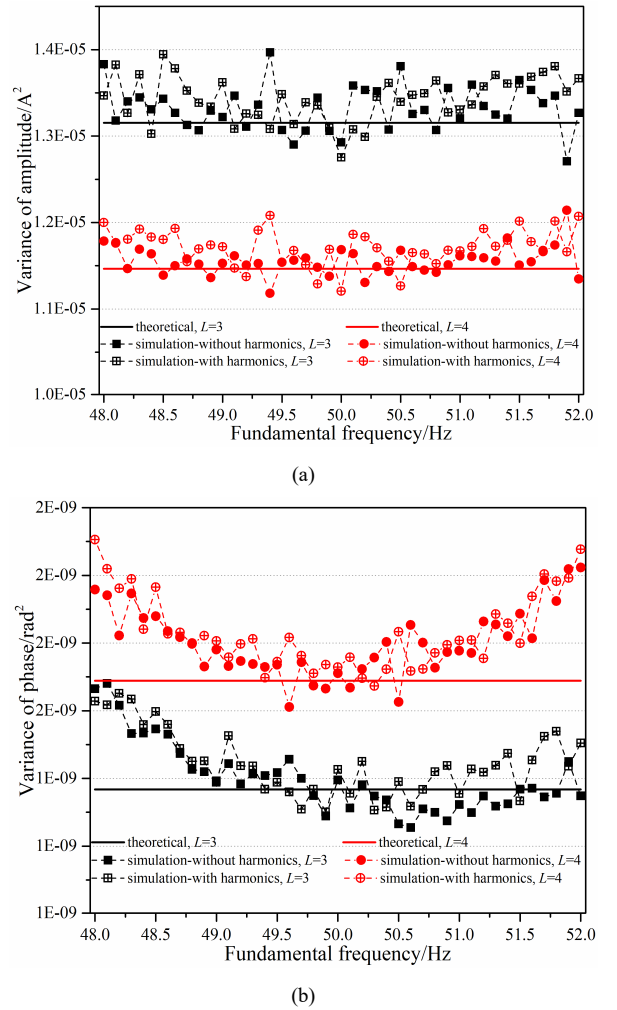 (a)
1.4E-05
1.3E-05
1.2E-05
1.1E-05
1.0E-05
Variance of amplitude/A²
theoretical, L=3
theoretical, L=4
simulation-without harmonics, L=3
simulation-without harmonics, L=4
simulation-with harmonics, L=3
simulation-with harmonics, L=4
48.0 48.5 49.0 49.5 50.0 50.5 51.0 51.5 52.0
Fundamental frequency/Hz
(a)
2E-09
2E-09
2E-09
2E-09
1E-09
1E-09
1E-09
Variance of phase/rad²
theoretical, L=3
theoretical, L=4
simulation-without harmonics, L=3
simulation-without harmonics, L=4
simulation-with harmonics, L=3
simulation-with harmonics, L=4
48.0 48.5 49.0 49.5 50.0 50.5 51.0 51.5 52.0
Fundamental frequency/Hz
(b)